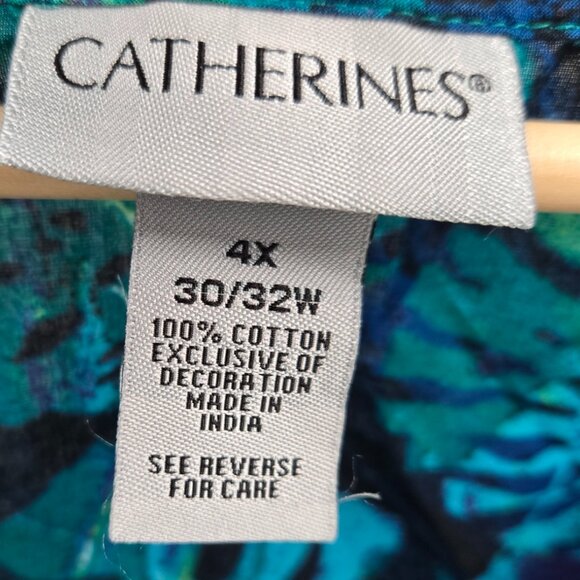 CATHERINES®
4X
30/32W
100% COTTON
EXCLUSIVE OF
DECORATION
MADE IN
INDIA
SEE REVERSE
FOR CARE